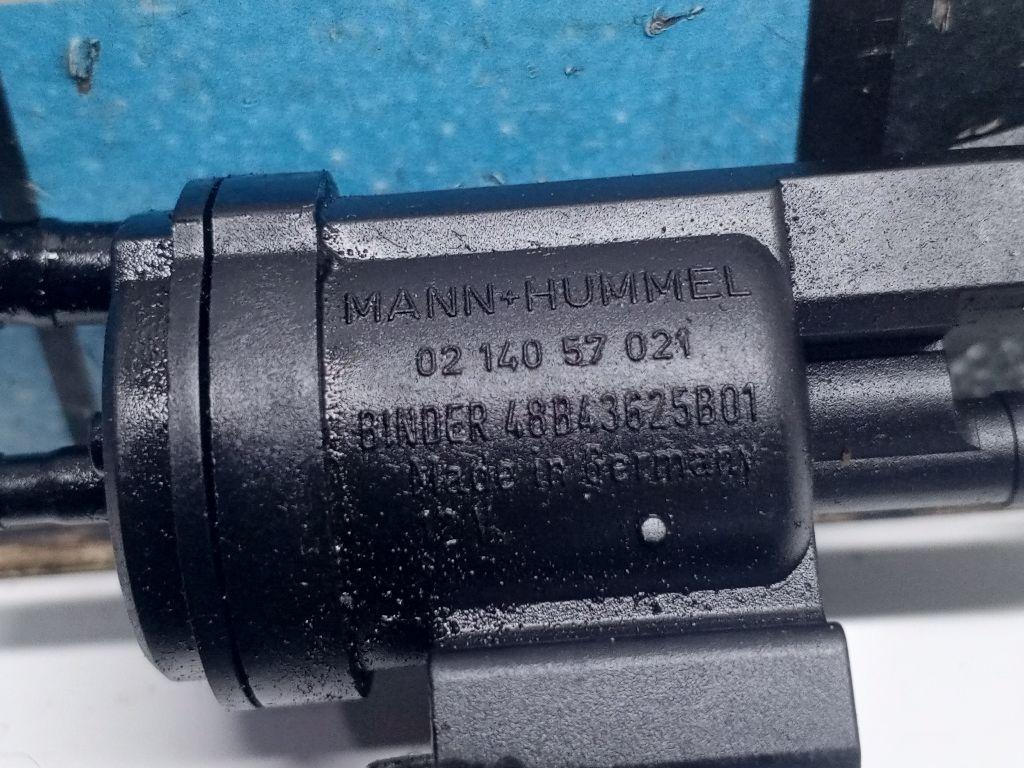 MANN+HUMMEL
02 140 57 021
BINDER 48B43625B01
Made in Germany